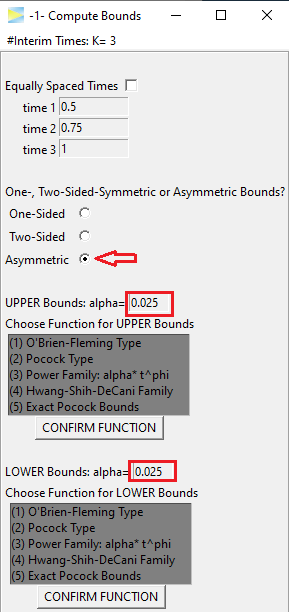 -1- Compute Bounds
#Interim Times: K= 3
Equally Spaced Times
time 1 0.5
time 2 0.75
time 3 1
One-, Two-Sided-Symmetric or Asymmetric Bounds?
One-Sided
Two-Sided
Asymmetric
UPPER Bounds: alpha= 0.025
Choose Function for UPPER Bounds
(1) O'Brien-Fleming Type
(2) Pocock Type
(3) Power Family: alpha* t^phi
(4) Hwang-Shih-DeCani Family
(5) Exact Pocock Bounds
CONFIRM FUNCTION
LOWER Bounds: alpha= 0.025
Choose Function for LOWER Bounds
(1) O'Brien-Fleming Type
(2) Pocock Type
(3) Power Family: alpha* t^phi
(4) Hwang-Shih-DeCani Family
(5) Exact Pocock Bounds
CONFIRM FUNCTION